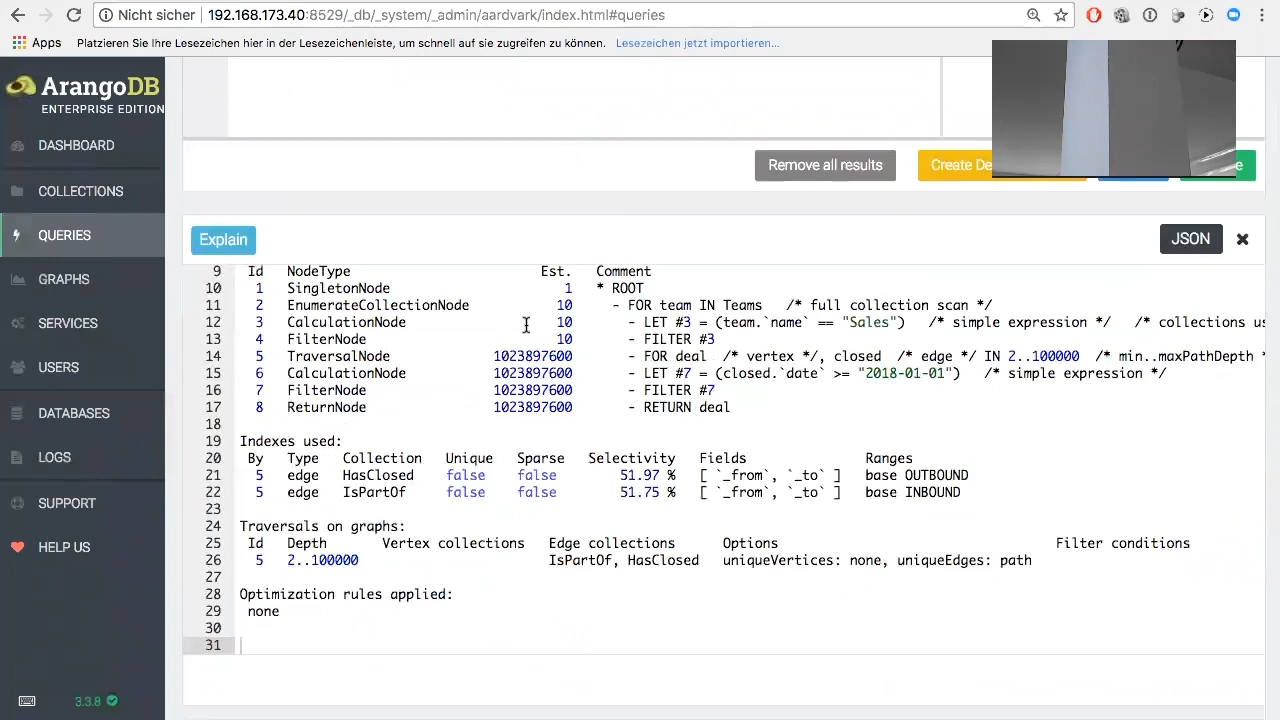 Nicht sicher | 192.168.173.40:8529/_db/_system/_admin/aardvark/index.html#queries
Apps Platzieren Sie Ihre Lesezeichen hier in der Lesezeichenleiste, um schnell auf sie zugreifen zu können. Lesezeichen jetzt importieren...
ArangoDB
ENTERPRISE EDITION
DASHBOARD
COLLECTIONS
QUERIES
GRAPHS
SERVICES
USERS
DATABASES
LOGS
SUPPORT
HELP US
3.3.8
Remove all results Create De e
Explain JSON
9 Id NodeType Est. Comment
10 1 SingletonNode 1 * ROOT
11 2 EnumerateCollectionNode 10 - FOR team IN Teams /* full collection scan */
12 3 CalculationNode 10 - LET #3 = (team.`name` == "Sales") /* simple expression */ /* collections us
13 4 FilterNode 10 - FILTER #3
14 5 TraversalNode 1023897600 - FOR deal /* vertex */, closed /* edge */ IN 2..100000 /* min..maxPathDepth *
15 6 CalculationNode 1023897600 - LET #7 = (closed.`date` >= "2018-01-01") /* simple expression */
16 7 FilterNode 1023897600 - FILTER #7
17 8 ReturnNode 1023897600 - RETURN deal
18
19 Indexes used:
20 By Type Collection Unique Sparse Selectivity Fields Ranges
21 5 edge HasClosed false false 51.97 % [ `_from`, `_to` ] base OUTBOUND
22 5 edge IsPartOf false false 51.75 % [ `_from`, `_to` ] base INBOUND
23
24 Traversals on graphs:
25 Id Depth Vertex collections Edge collections Options Filter conditions
26 5 2..100000 IsPartOf, HasClosed uniqueVertices: none, uniqueEdges: path
27
28 Optimization rules applied:
29 none
30
31